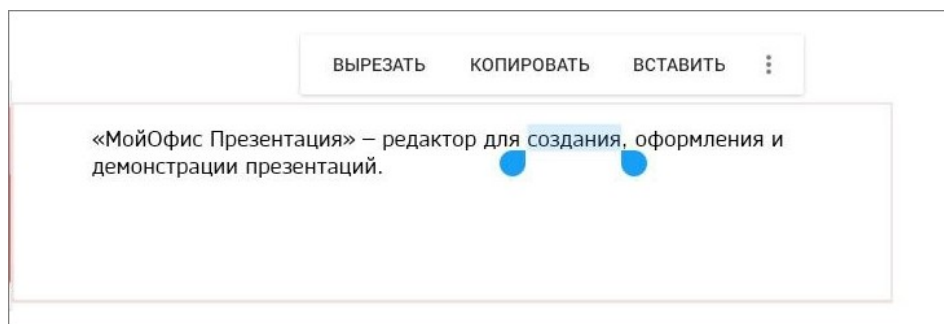 ВЫРЕЗАТЬ КОПИРОВАТЬ ВСТАВИТЬ
«МойОфис Презентация» – редактор для создания, оформления и
демонстрации презентаций.